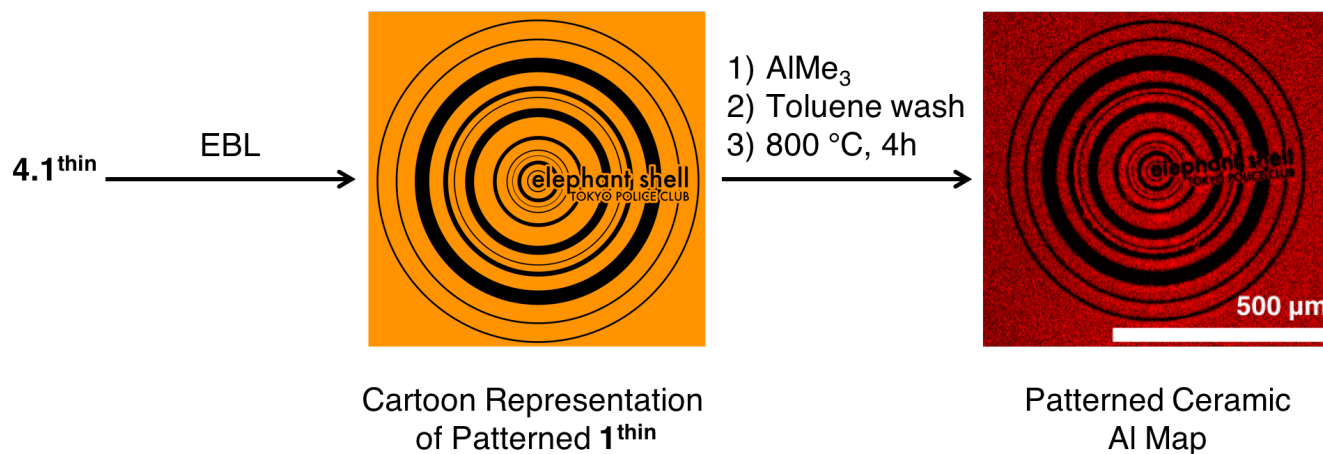 4.1thin
EBL
elephant shell
TOKYO POLICE CLUB
1) AlMe3
2) Toluene wash
3) 800 °C, 4h
elephant shell
TOKYO POLICE CLUB
500 µm
Cartoon Representation
of Patterned 1thin
Patterned Ceramic
Al Map